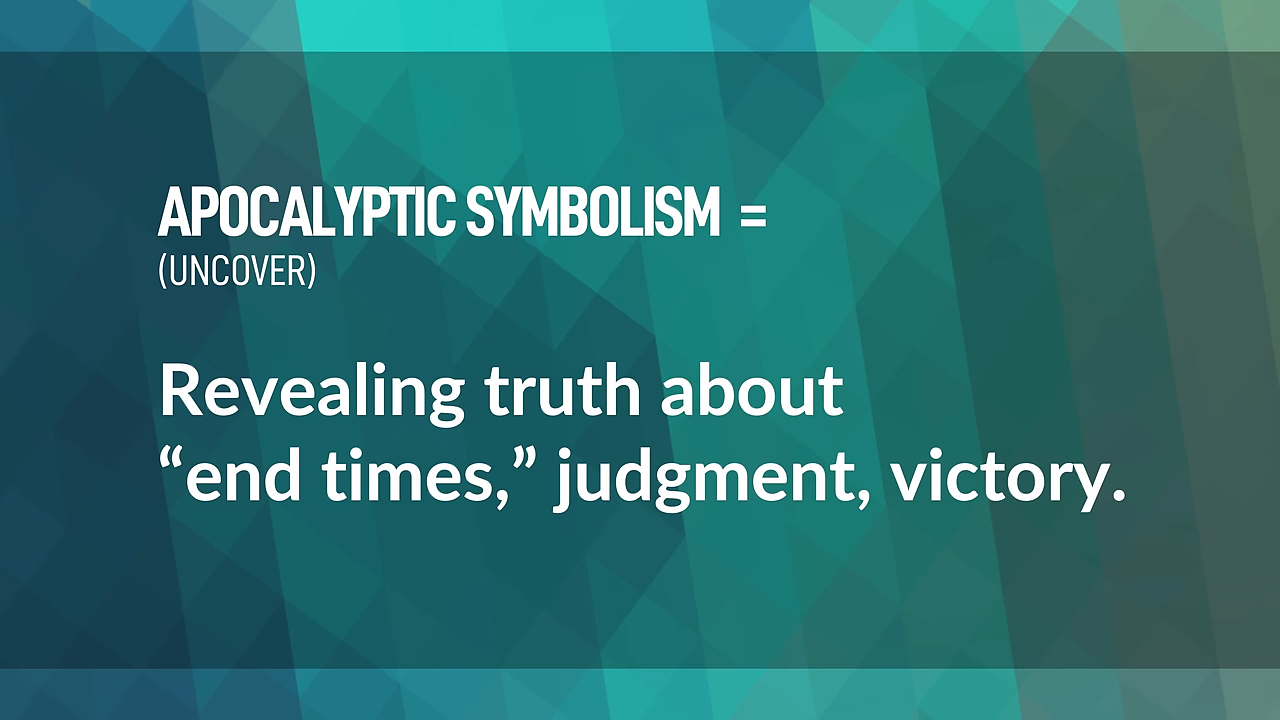 APOCALYPTIC SYMBOLISM =
(UNCOVER)
Revealing truth about
“end times,” judgment, victory.